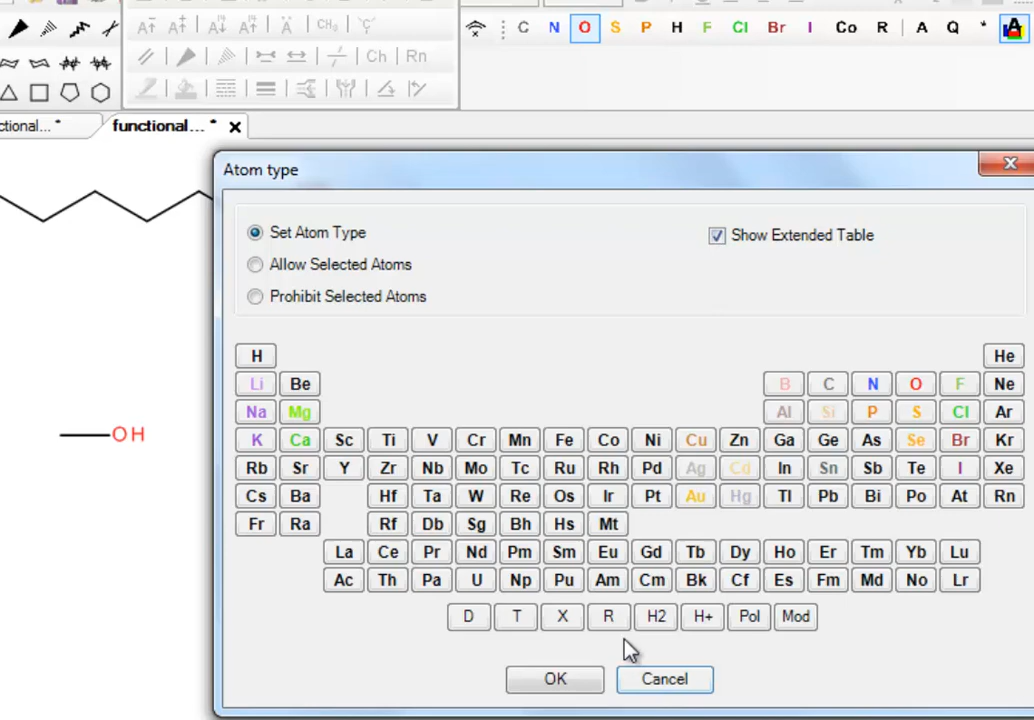 C N O S P H F Cl Br I Co R A Q * A
CH₀
Ch Rn
ctional... *
functional... *
Atom type
Set Atom Type
Show Extended Table
Allow Selected Atoms
Prohibit Selected Atoms
H He
Li Be B C N O F Ne
Na Mg Al Si P S Cl Ar
K Ca Sc Ti V Cr Mn Fe Co Ni Cu Zn Ga Ge As Se Br Kr
Rb Sr Y Zr Nb Mo Tc Ru Rh Pd Ag Cd In Sn Sb Te I Xe
Cs Ba Hf Ta W Re Os Ir Pt Au Hg Tl Pb Bi Po At Rn
Fr Ra Rf Db Sg Bh Hs Mt
La Ce Pr Nd Pm Sm Eu Gd Tb Dy Ho Er Tm Yb Lu
Ac Th Pa U Np Pu Am Cm Bk Cf Es Fm Md No Lr
D T X R H2 H+ Pol Mod
OK Cancel
OH